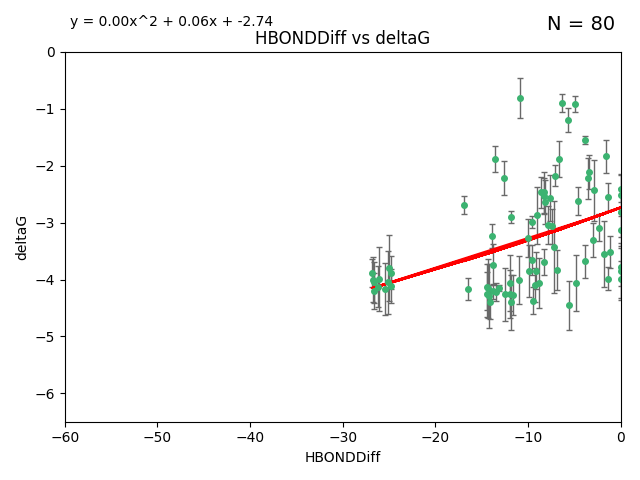 y = 0.00x^2 + 0.06x + -2.74
N = 80
HBONDDiff vs deltaG
0
−1
−2
−3
−4
−5
−6
deltaG
−60 −50 −40 −30 −20 −10 0
HBONDDiff